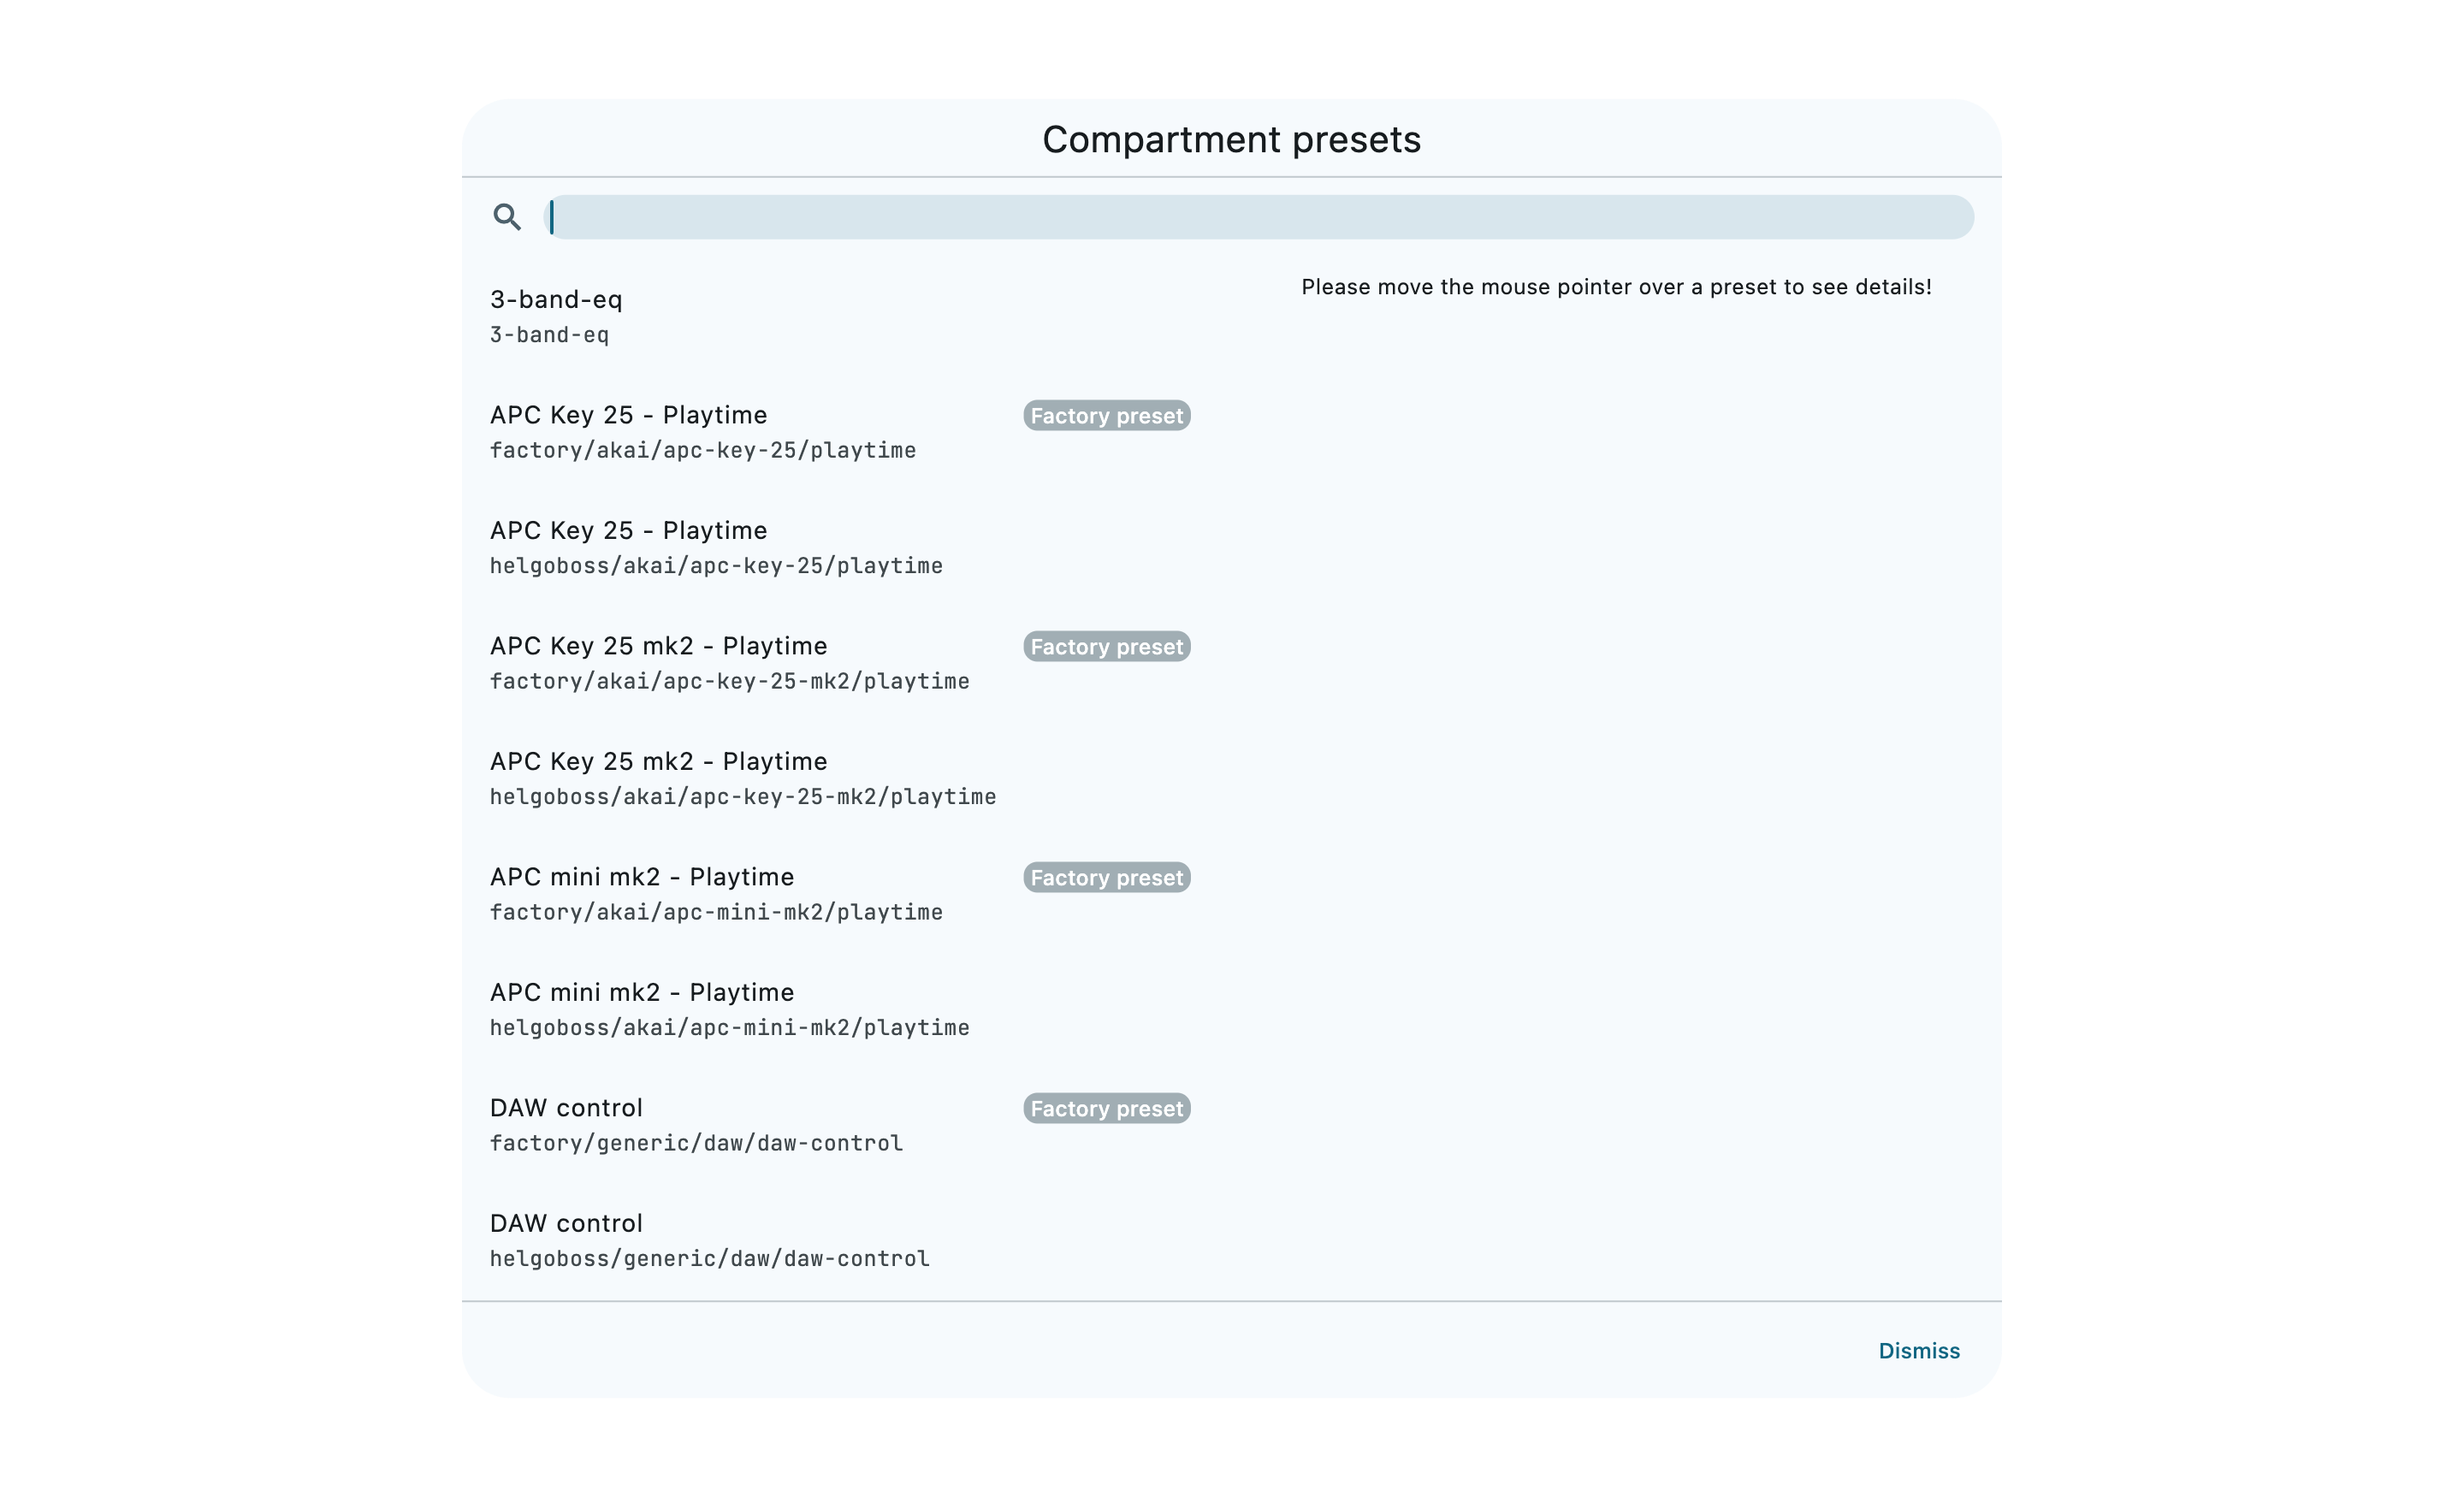 Compartment presets
Please move the mouse pointer over a preset to see details!
3-band-eq
3-band-eq
APC Key 25 - Playtime
Factory preset
factory/akai/apc-key-25/playtime
APC Key 25 - Playtime
helgoboss/akai/apc-key-25/playtime
APC Key 25 mk2 - Playtime
Factory preset
factory/akai/apc-key-25-mk2/playtime
APC Key 25 mk2 - Playtime
helgoboss/akai/apc-key-25-mk2/playtime
APC mini mk2 - Playtime
Factory preset
factory/akai/apc-mini-mk2/playtime
APC mini mk2 - Playtime
helgoboss/akai/apc-mini-mk2/playtime
DAW control
Factory preset
factory/generic/daw/daw-control
DAW control
helgoboss/generic/daw/daw-control
Dismiss